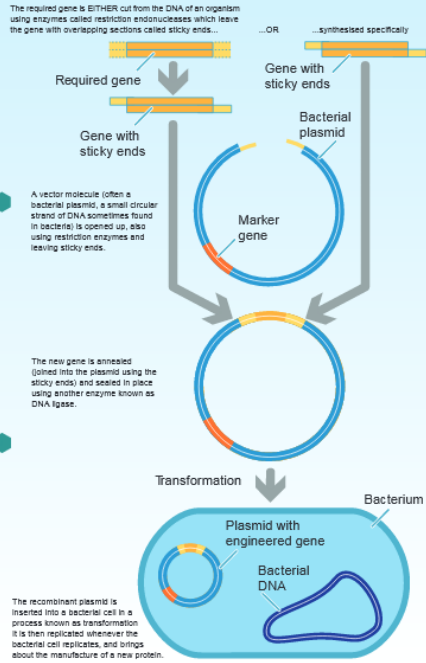 The required gene is EITHER cut from the DNA of an organism
using enzymes called restriction endonucleases which leave
the gene with overlapping sections called sticky ends...
...OR
...synthesised specifically
Required gene
Gene with
sticky ends
Gene with
sticky ends
Bacterial
plasmid
A vector molecule (often a
bacterial plasmid, a small circular
strand of DNA sometimes found
in bacteria) is opened up, also
using restriction enzymes and
leaving sticky ends.
Marker
gene
The new gene is annealed
(joined into the plasmid using the
sticky ends) and sealed in place
using another enzyme known as
DNA ligase.
Transformation
Bacterium
Plasmid with
engineered gene
Bacterial
DNA
The recombinant plasmid is
inserted into a bacterial cell in a
process known as transformation
It is then replicated whenever the
bacterial cell replicates, and brings
about the manufacture of a new protein.